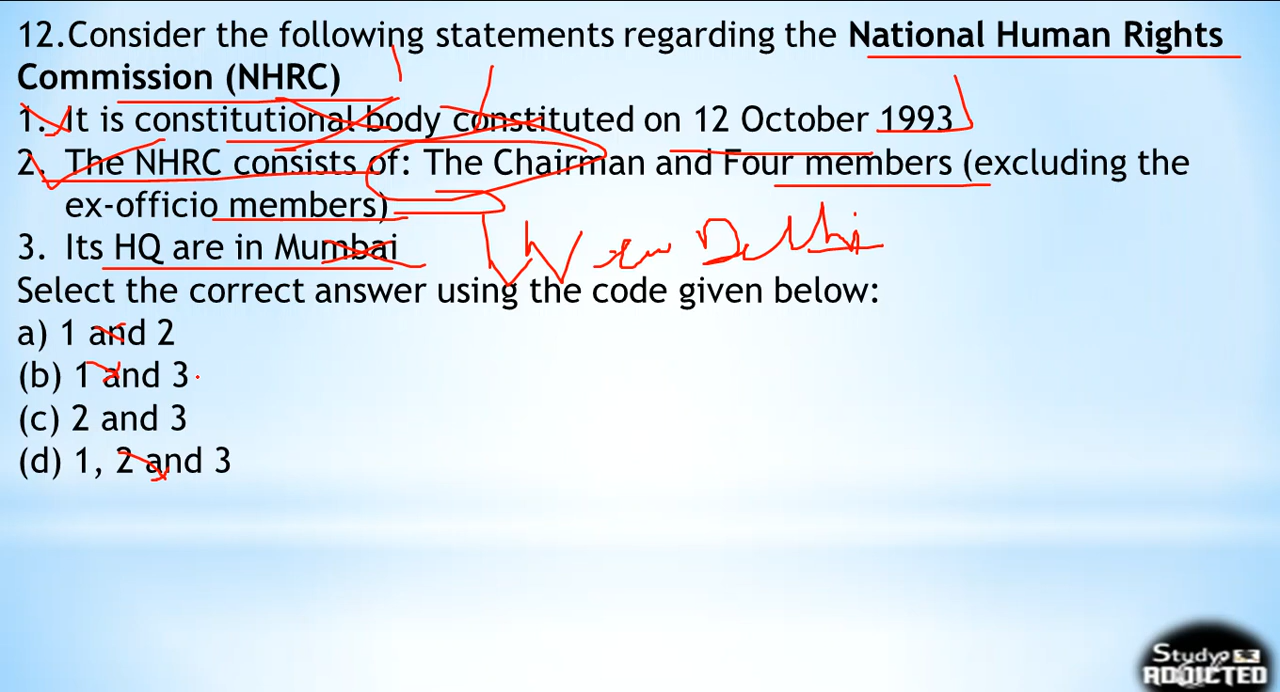 12.Consider the following statements regarding the National Human Rights
Commission (NHRC)
1. It is constitutional body constituted on 12 October 1993
2. The NHRC consists of: The Chairman and Four members (excluding the
ex-officio members)
New Delhi
3. Its HQ are in Mumbai
Select the correct answer using the code given below:
a) 1 and 2
(b) 1 and 3
(c) 2 and 3
(d) 1, 2 and 3
Study
ADDICTED